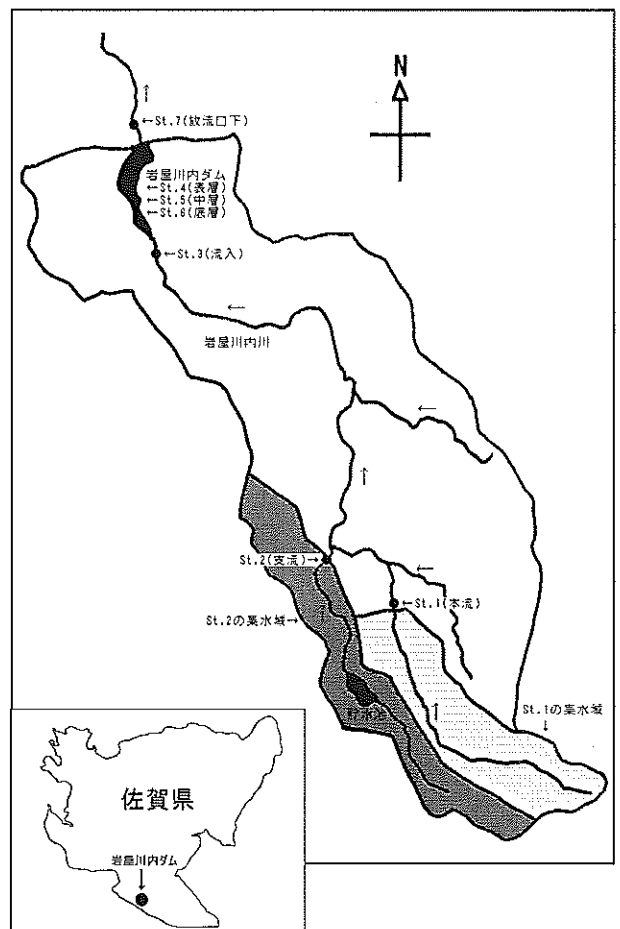 N
←St.7(放流口下)
岩屋川内ダム
←St.4(表層)
←St.5(中層)
←St.6(底層)
←St.3(流入)
←
岩屋川内川
←
St.2(支流)→
←
←St.1(本流)
St.2の集水域→
貯水池
St.1の集水域
↓
佐賀県
岩屋川内ダム
↓